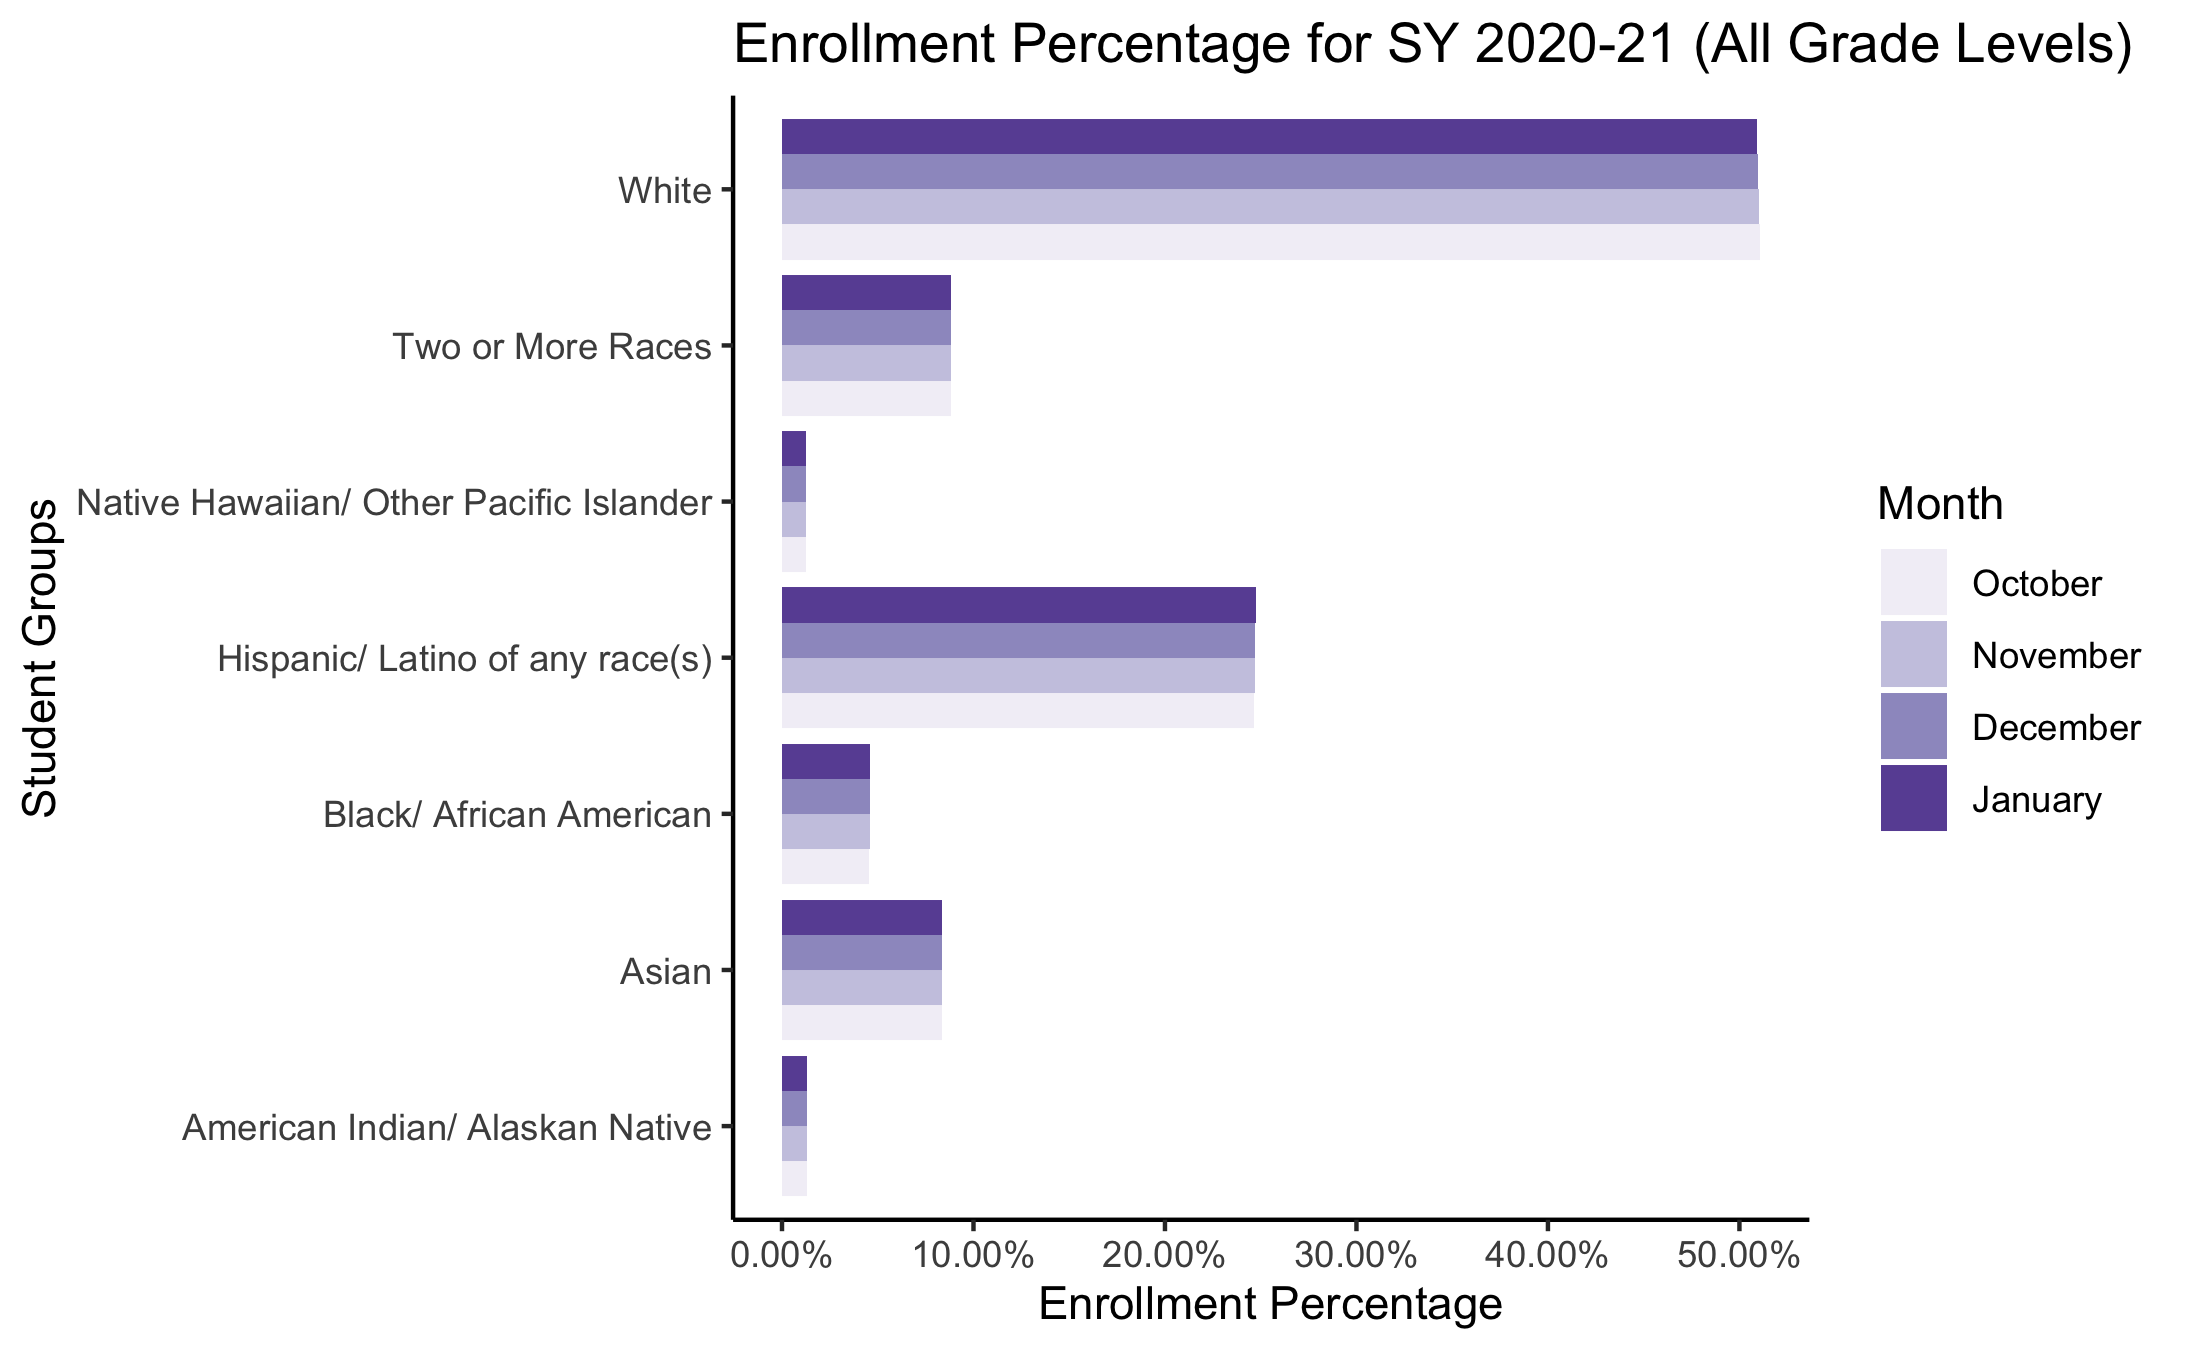 Enrollment Percentage for SY 2020-21 (All Grade Levels)
Student Groups
White
Two or More Races
Native Hawaiian/ Other Pacific Islander
Hispanic/ Latino of any race(s)
Black/ African American
Asian
American Indian/ Alaskan Native
0.00% 10.00% 20.00% 30.00% 40.00% 50.00%
Enrollment Percentage
Month
October
November
December
January